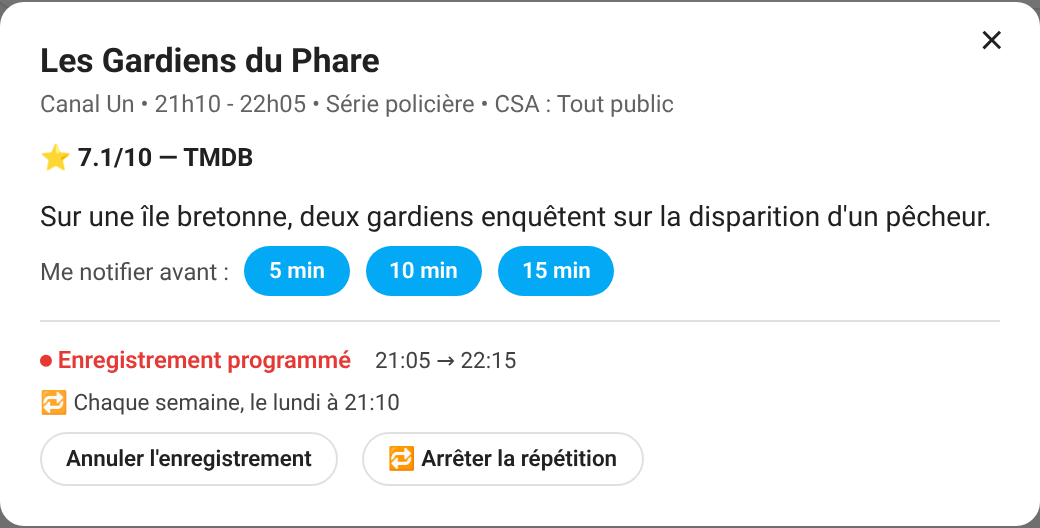 Les Gardiens du Phare
Canal Un • 21h10 - 22h05 • Série policière • CSA : Tout public
⭐ 7.1/10 — TMDB
Sur une île bretonne, deux gardiens enquêtent sur la disparition d'un pêcheur.
Me notifier avant : 5 min 10 min 15 min
Enregistrement programmé 21:05 → 22:15
🔁 Chaque semaine, le lundi à 21:10
Annuler l'enregistrement 🔁 Arrêter la répétition